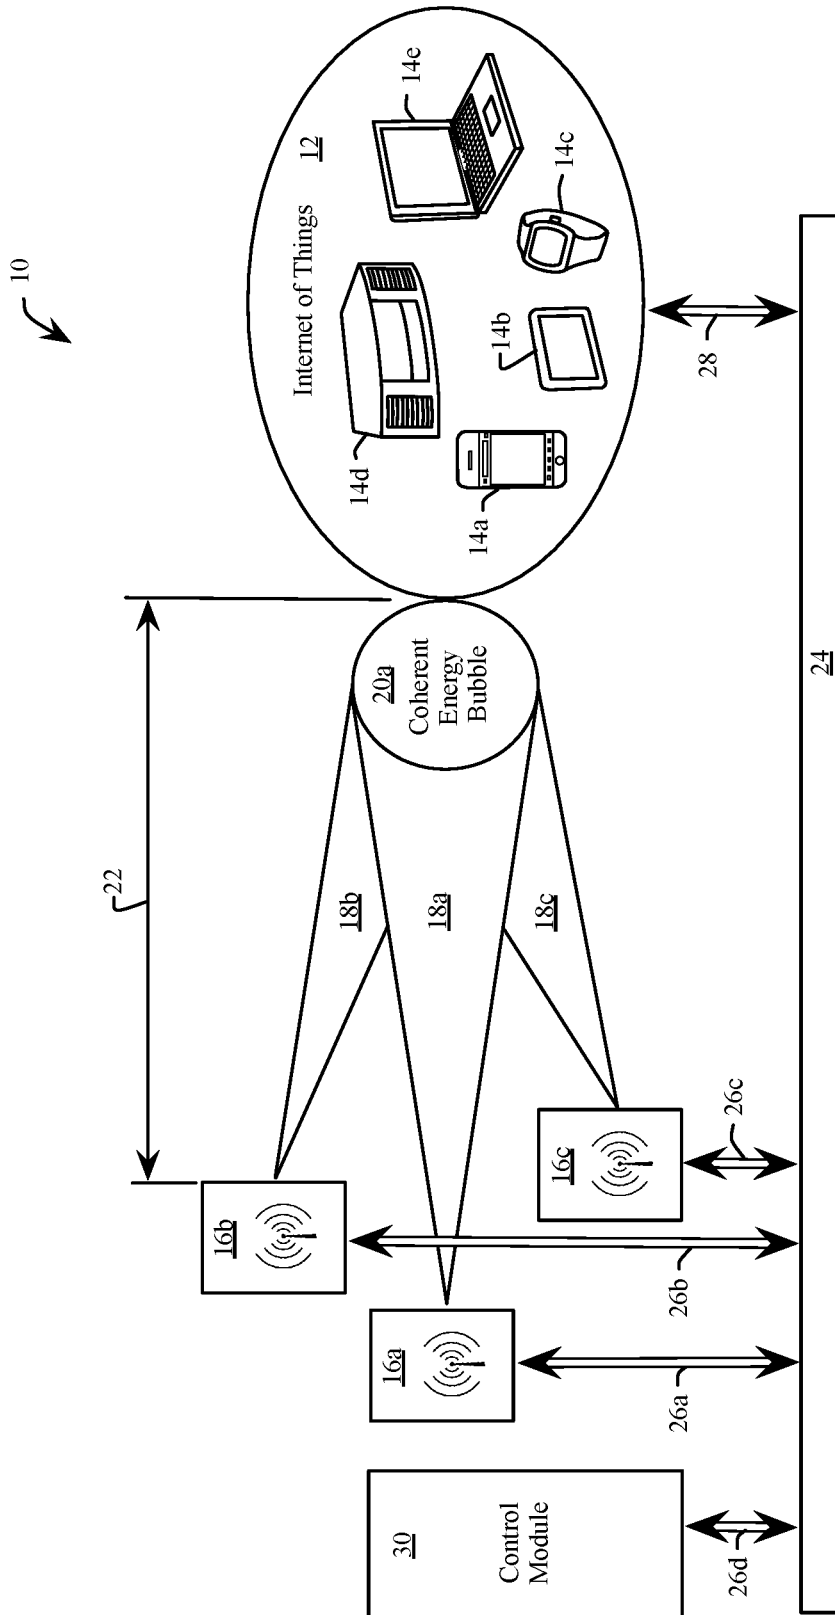 10
Internet of Things
12
14e
14d
14c
14b
14a
28
22
20a
Coherent
Energy
Bubble
18b
18a
18c
16b
16a
16c
26c
26b
26a
30
Control
Module
26d
24